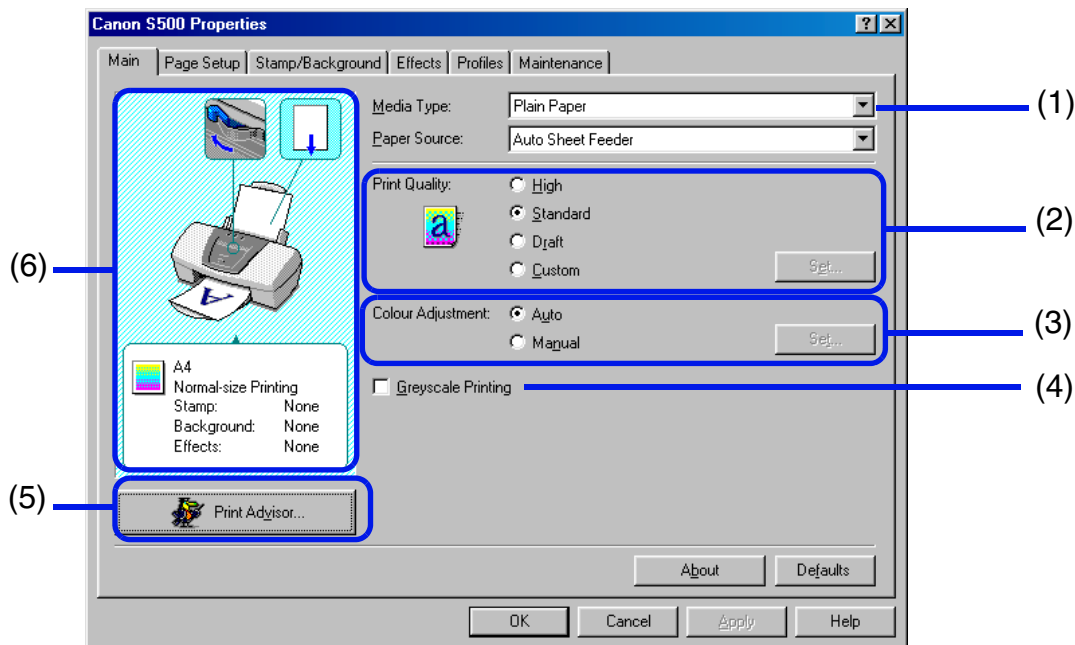 Canon S500 Properties
Main Page Setup Stamp/Background Effects Profiles Maintenance
Media Type: Plain Paper (1)
Paper Source: Auto Sheet Feeder
Print Quality: High
Standard (2)
a
Draft
Custom Set...
(6)
A
Colour Adjustment: Auto (3)
Manual Set...
A4
Normal-size Printing
Stamp: None
Background: None
Effects: None
Greyscale Printing (4)
(5) Print Advisor...
About Defaults
OK Cancel Apply Help